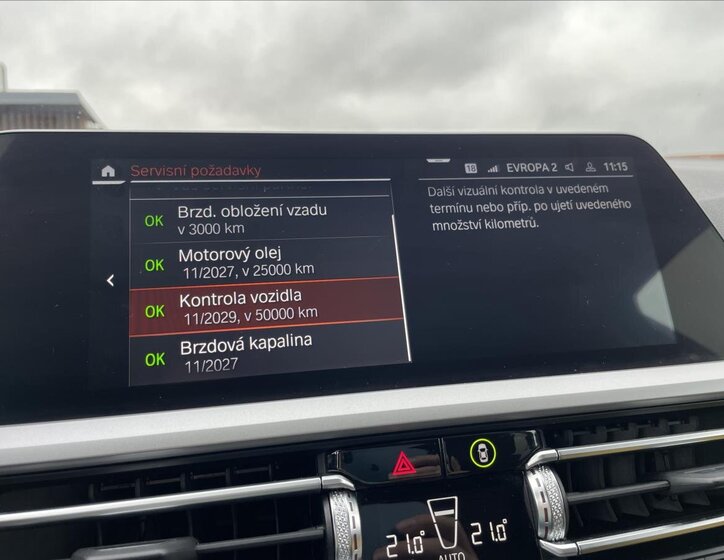 Servisní požadavky
18 EVROPA 2 11:15
OK Brzd. obložení vzadu
v 3000 km
OK Motorový olej
11/2027, v 25000 km
OK Kontrola vozidla
11/2029, v 50000 km
OK Brzdová kapalina
11/2027
Další vizuální kontrola v uvedeném
termínu nebo příp. po ujetí uvedeného
množství kilometrů.
21.0° 21.0°
AUTO